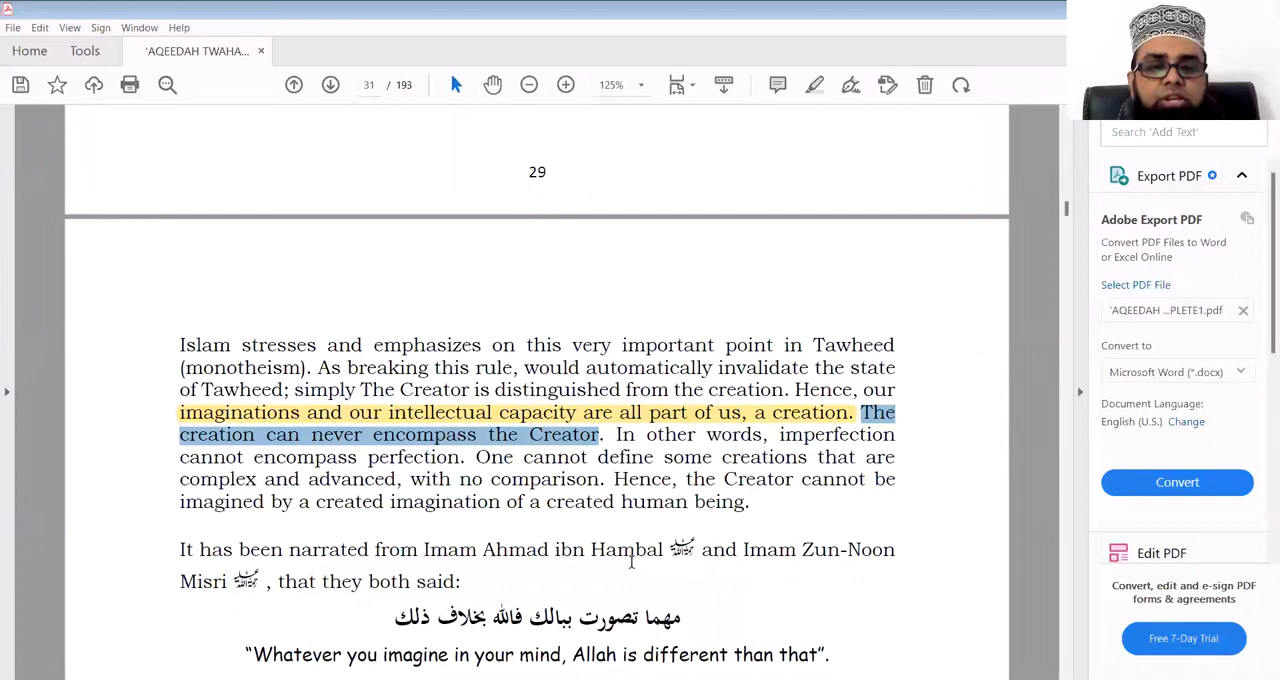 File Edit View Sign Window Help
Home Tools 'AQEEDAH TWAHA... ×
31 / 193 125%
Search 'Add Text'
Export PDF
Adobe Export PDF
Convert PDF Files to Word
or Excel Online
Select PDF File
'AQEEDAH ...PLETE1.pdf
Convert to
Microsoft Word (*.docx)
Document Language:
English (U.S.) Change
Convert
Edit PDF
Convert, edit and e-sign PDF
forms & agreements
Free 7-Day Trial
29
Islam stresses and emphasizes on this very important point in Tawheed
(monotheism). As breaking this rule, would automatically invalidate the state
of Tawheed; simply The Creator is distinguished from the creation. Hence, our
imaginations and our intellectual capacity are all part of us, a creation. The
creation can never encompass the Creator. In other words, imperfection
cannot encompass perfection. One cannot define some creations that are
complex and advanced, with no comparison. Hence, the Creator cannot be
imagined by a created imagination of a created human being.
It has been narrated from Imam Ahmad ibn Hambal and Imam Zun-Noon
Misri , that they both said:
مهما تصورت ببالك فالله بخلاف ذلك
“Whatever you imagine in your mind, Allah is different than that”.